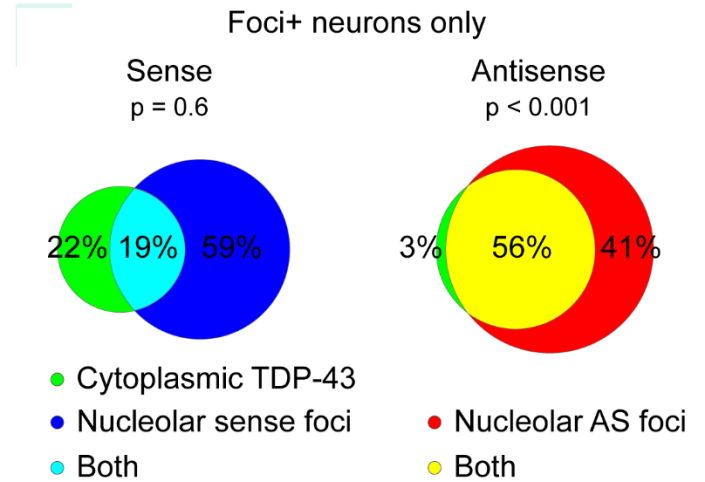 Foci+ neurons only
Sense
p = 0.6
Antisense
p < 0.001
22% 19% 59%
3% 56% 41%
Cytoplasmic TDP-43
Nucleolar sense foci
Both
Nucleolar AS foci
Both